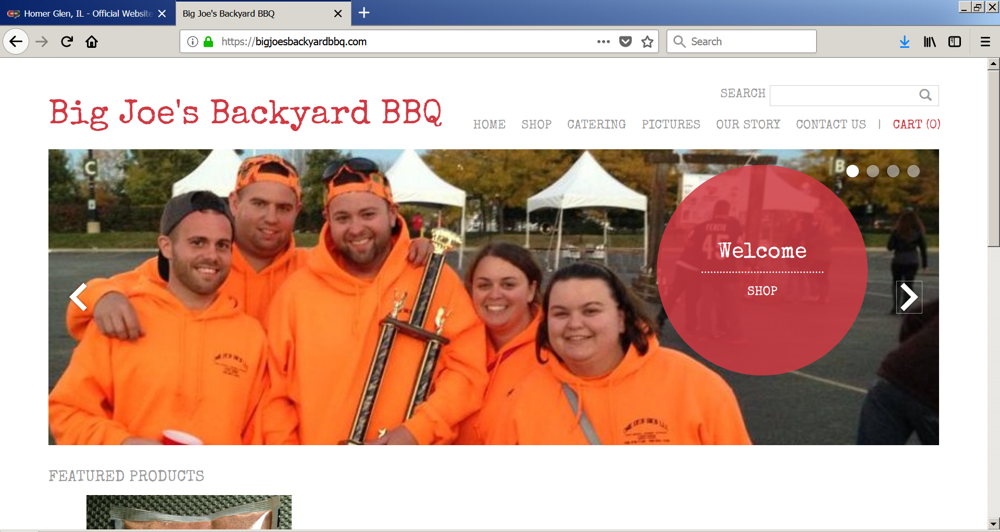 Homer Glen, IL - Official Website
Big Joe's Backyard BBQ
https://bigjoesbackyardbbq.com
Search
SEARCH
Big Joe's Backyard BBQ
HOME SHOP CATERING PICTURES OUR STORY CONTACT US | CART (0)
C
B
45
Welcome
SHOP
FEATURED PRODUCTS